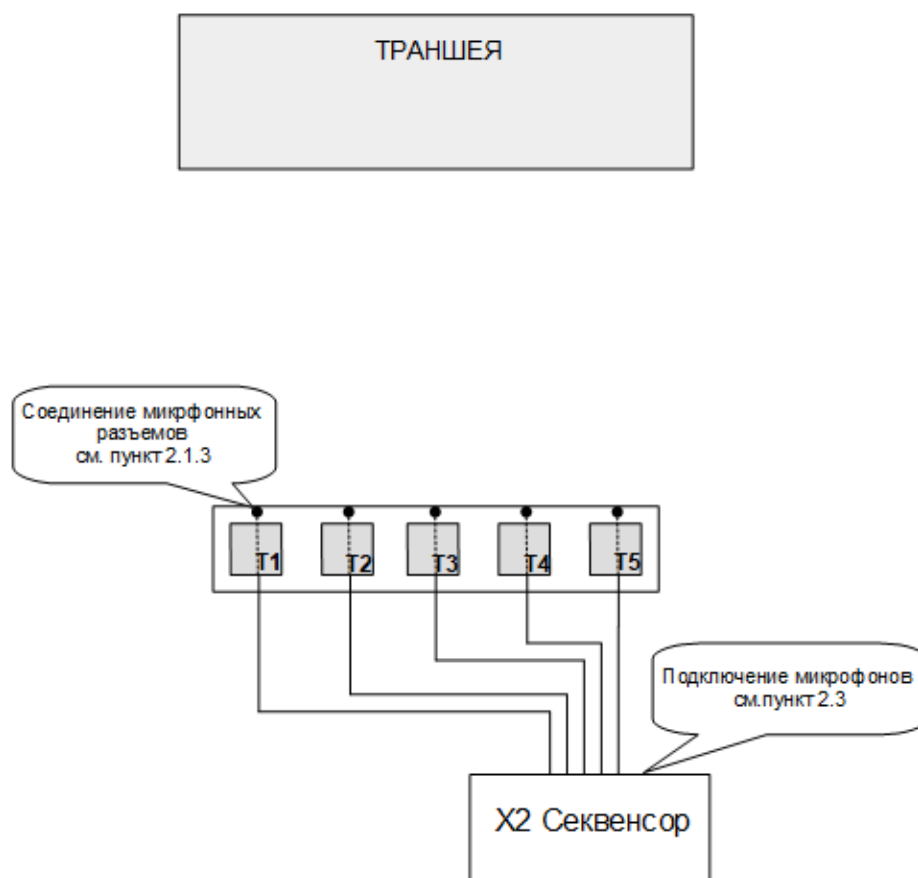 ТРАНШЕЯ
Соединение микрфонных
разъемов
см. пункт 2.1.3
T1 T2 T3 T4 T5
Подключение микрофонов
см.пункт 2.3
X2 Секвенсор